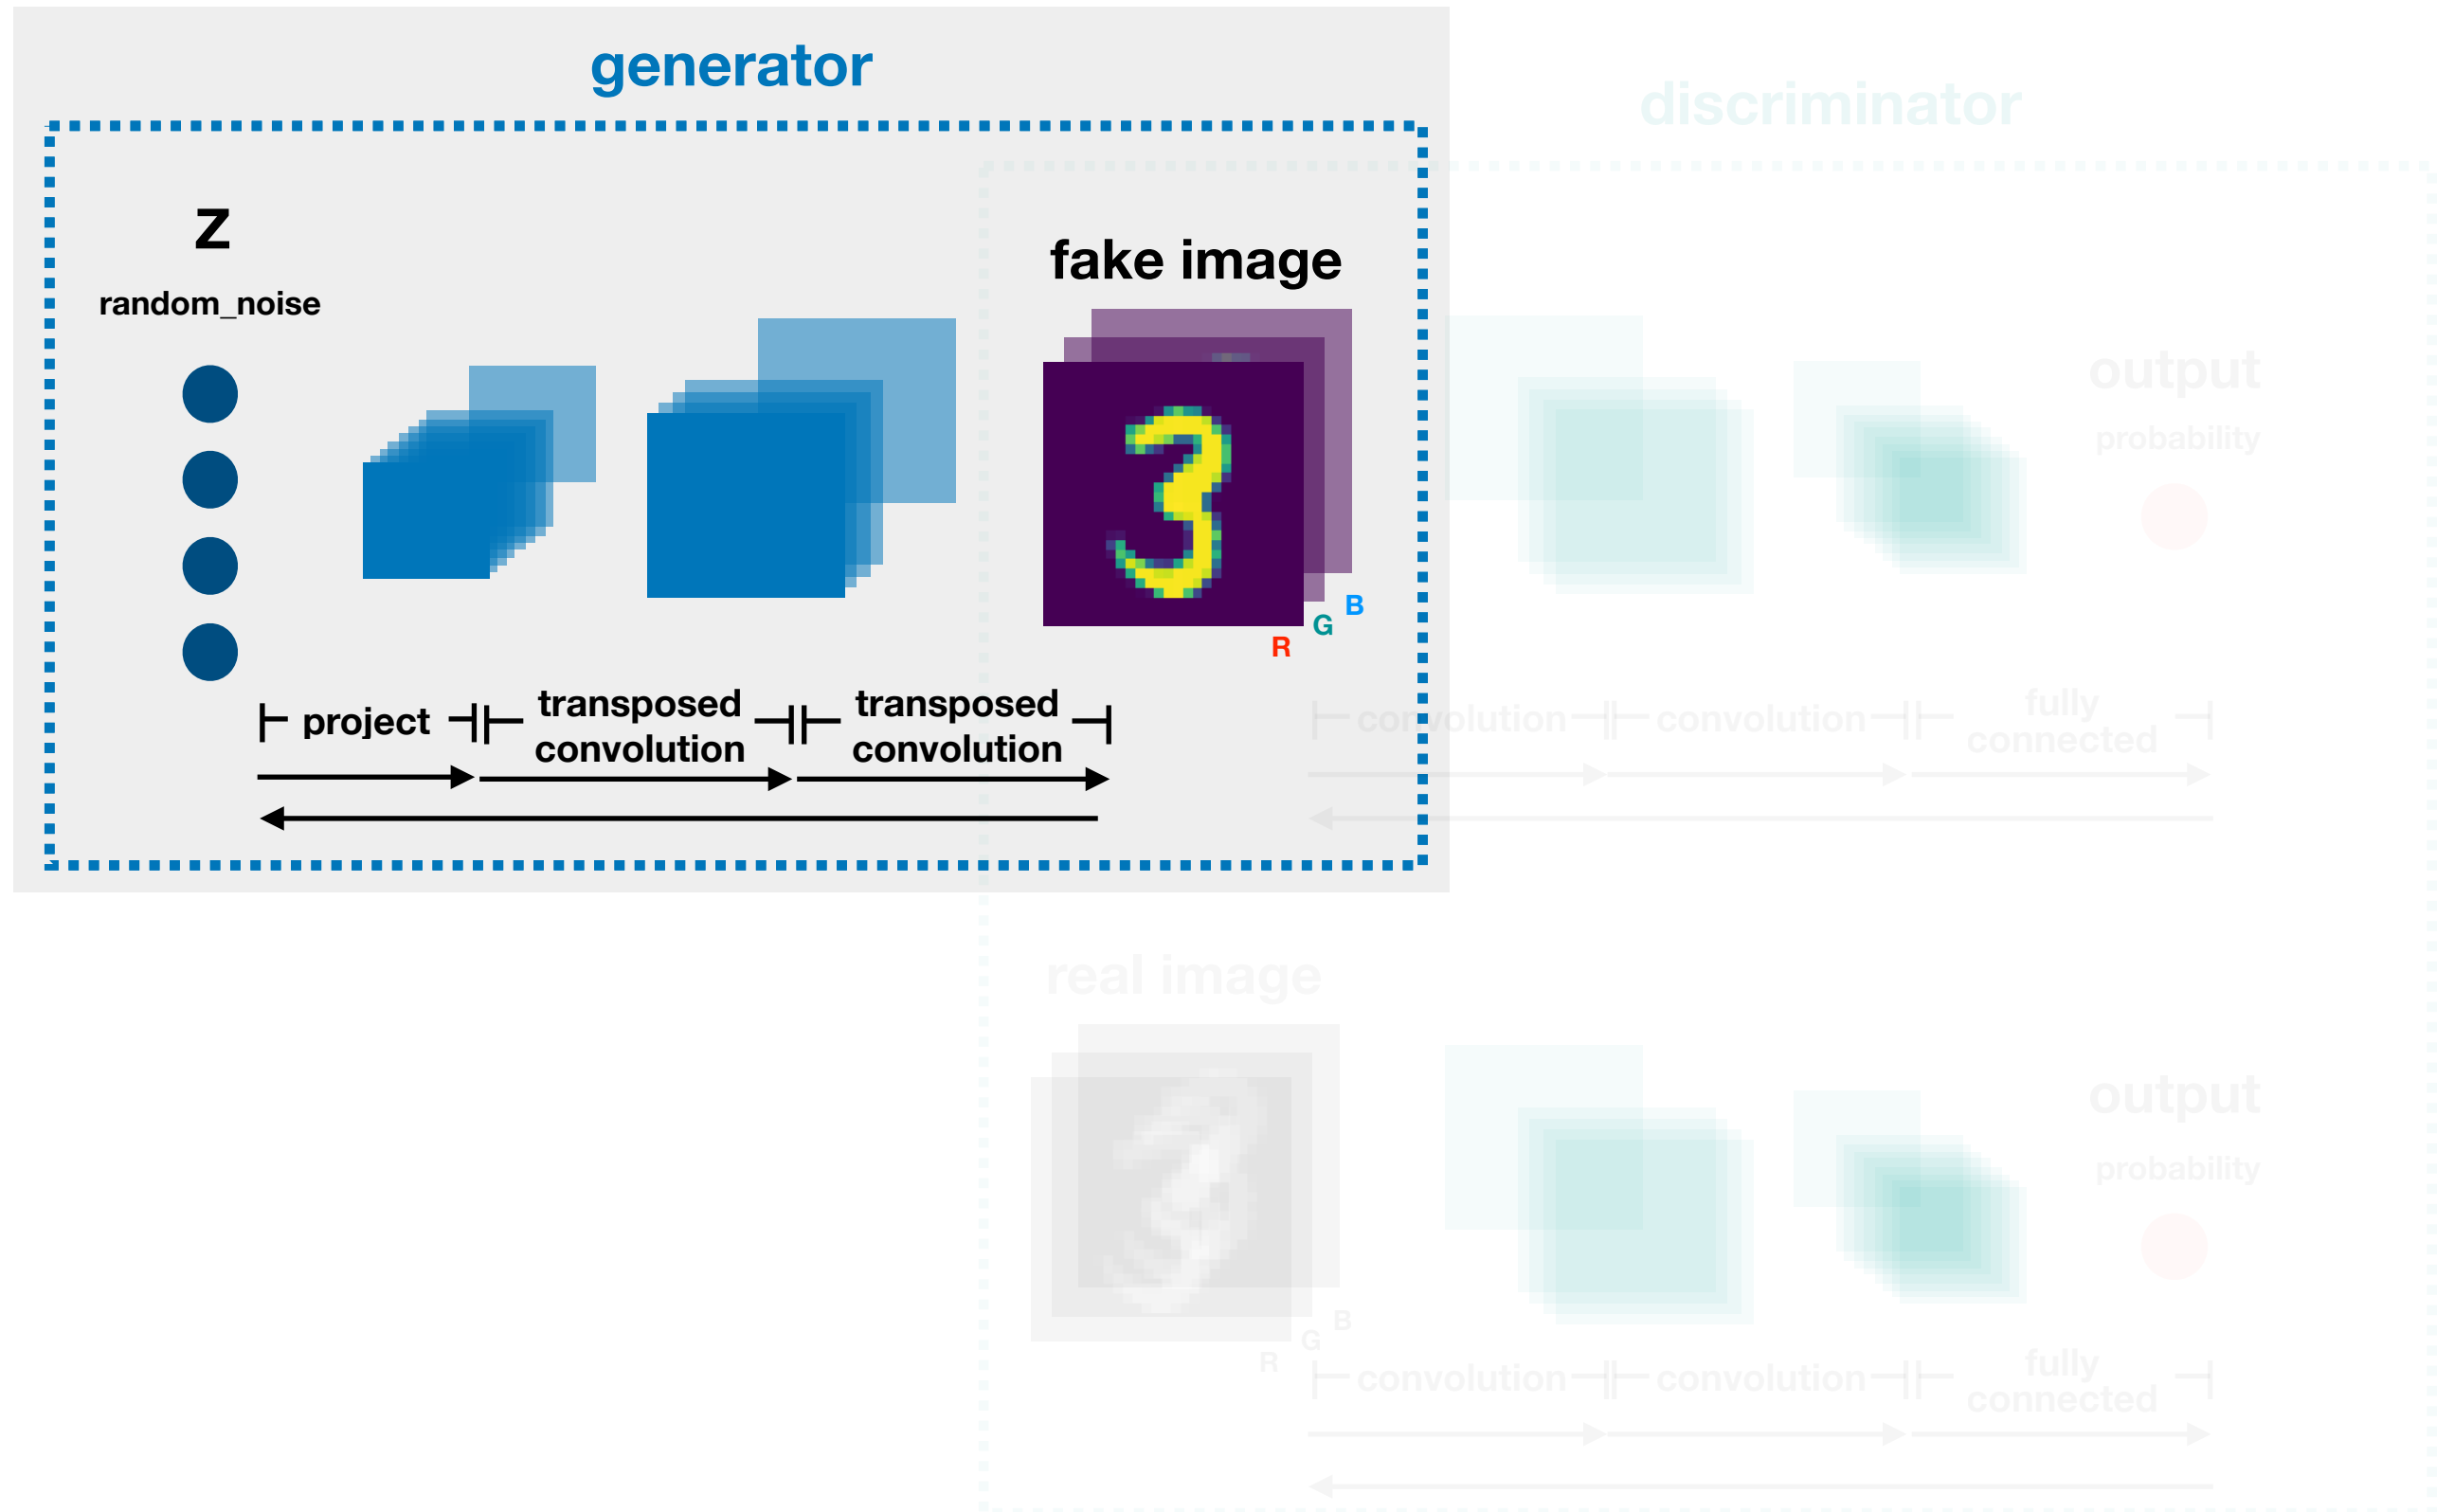 generator
discriminator
Z
random_noise
fake image
R
G
B
output
probability
project
transposed
convolution
transposed
convolution
convolution
convolution
fully
connected
real image
R
G
B
output
probability
convolution
convolution
fully
connected